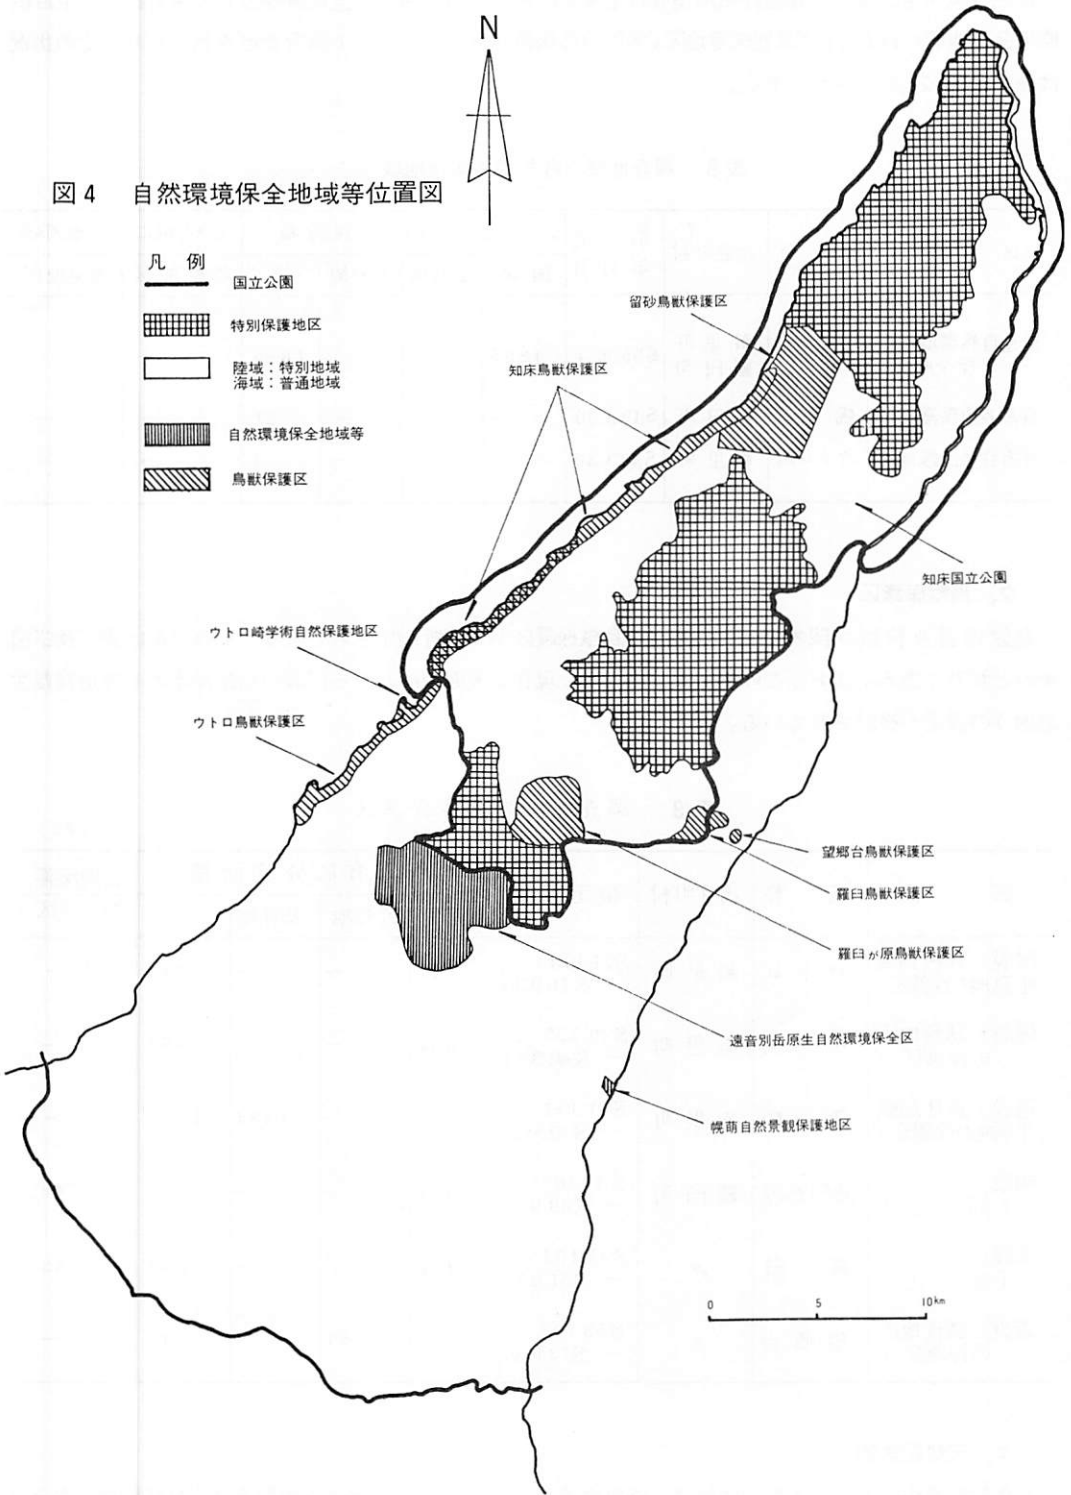 N
図4 自然環境保全地域等位置図
凡 例
国立公園
特別保護地区
陸域：特別地域
海域：普通地域
自然環境保全地域等
鳥獣保護区
留砂鳥獣保護区
知床鳥獣保護区
知床国立公園
ウトロ崎学術自然保護地区
ウトロ鳥獣保護区
望郷台鳥獣保護区
羅臼鳥獣保護区
羅臼が原鳥獣保護区
遠音別岳原生自然環境保全区
幌萌自然景観保護地区
0 5 10km